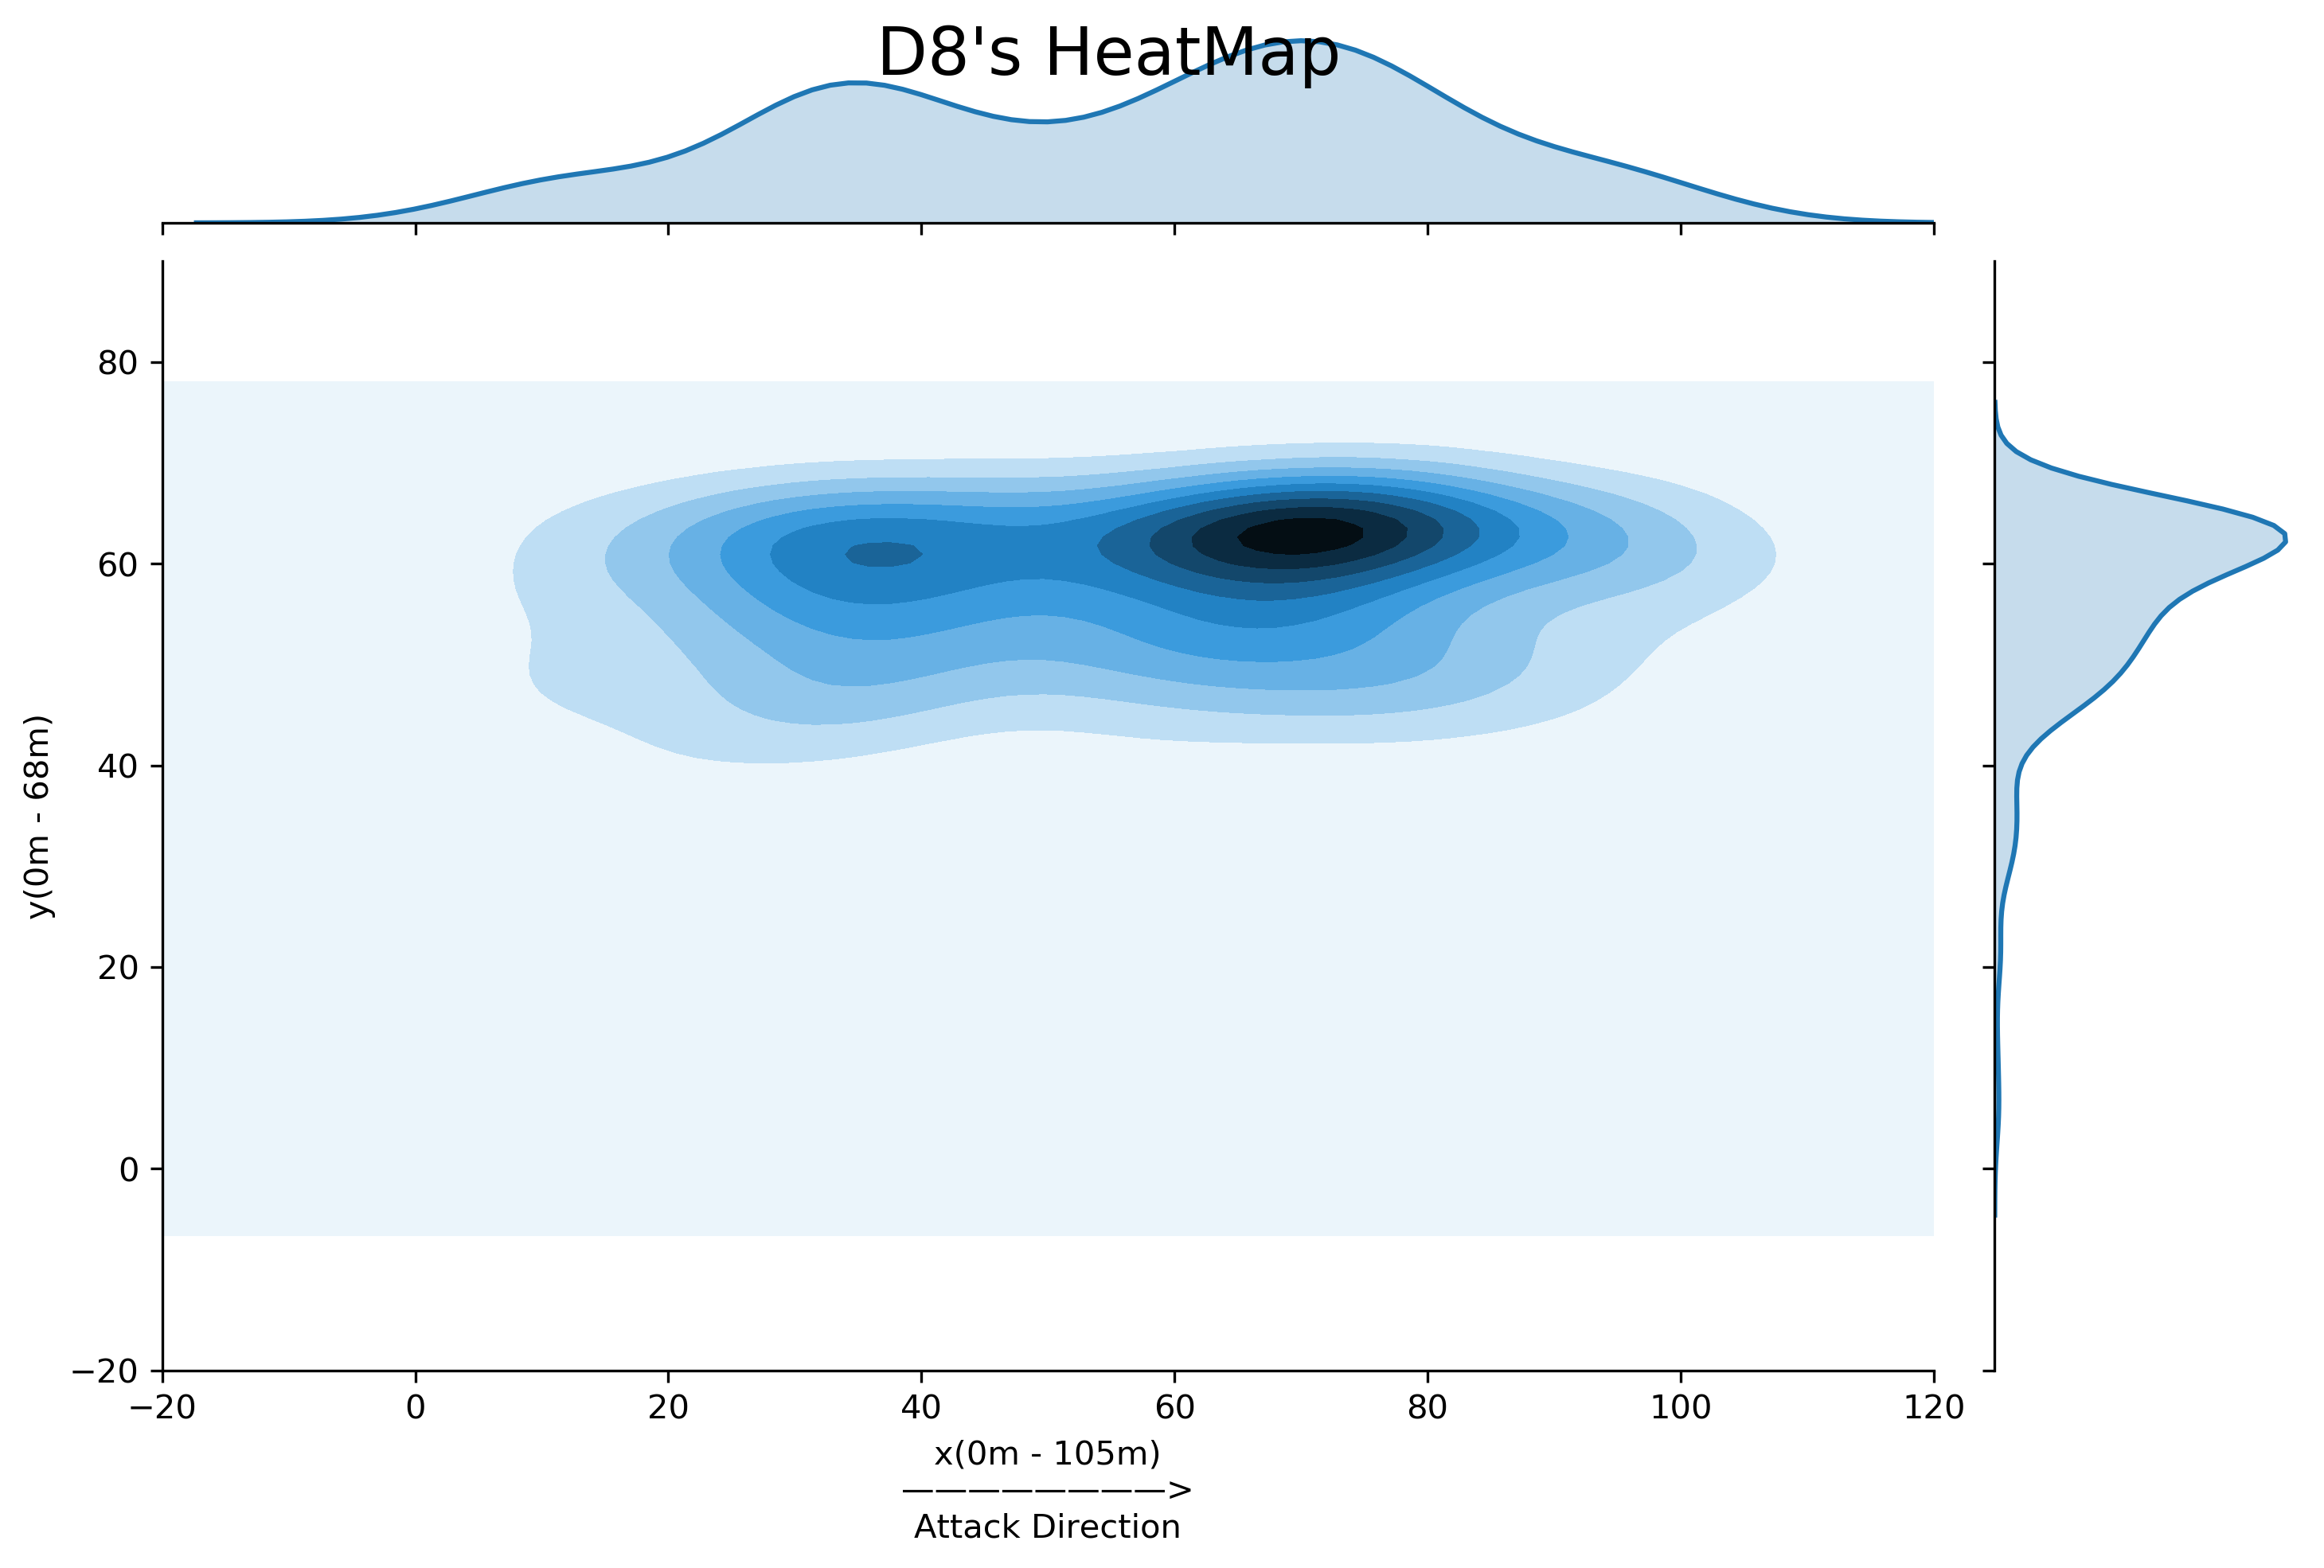 D8's HeatMap
80
60
40
20
0
−20
y(0m - 68m)
−20 0 20 40 60 80 100 120
x(0m - 105m)
————————>
Attack Direction